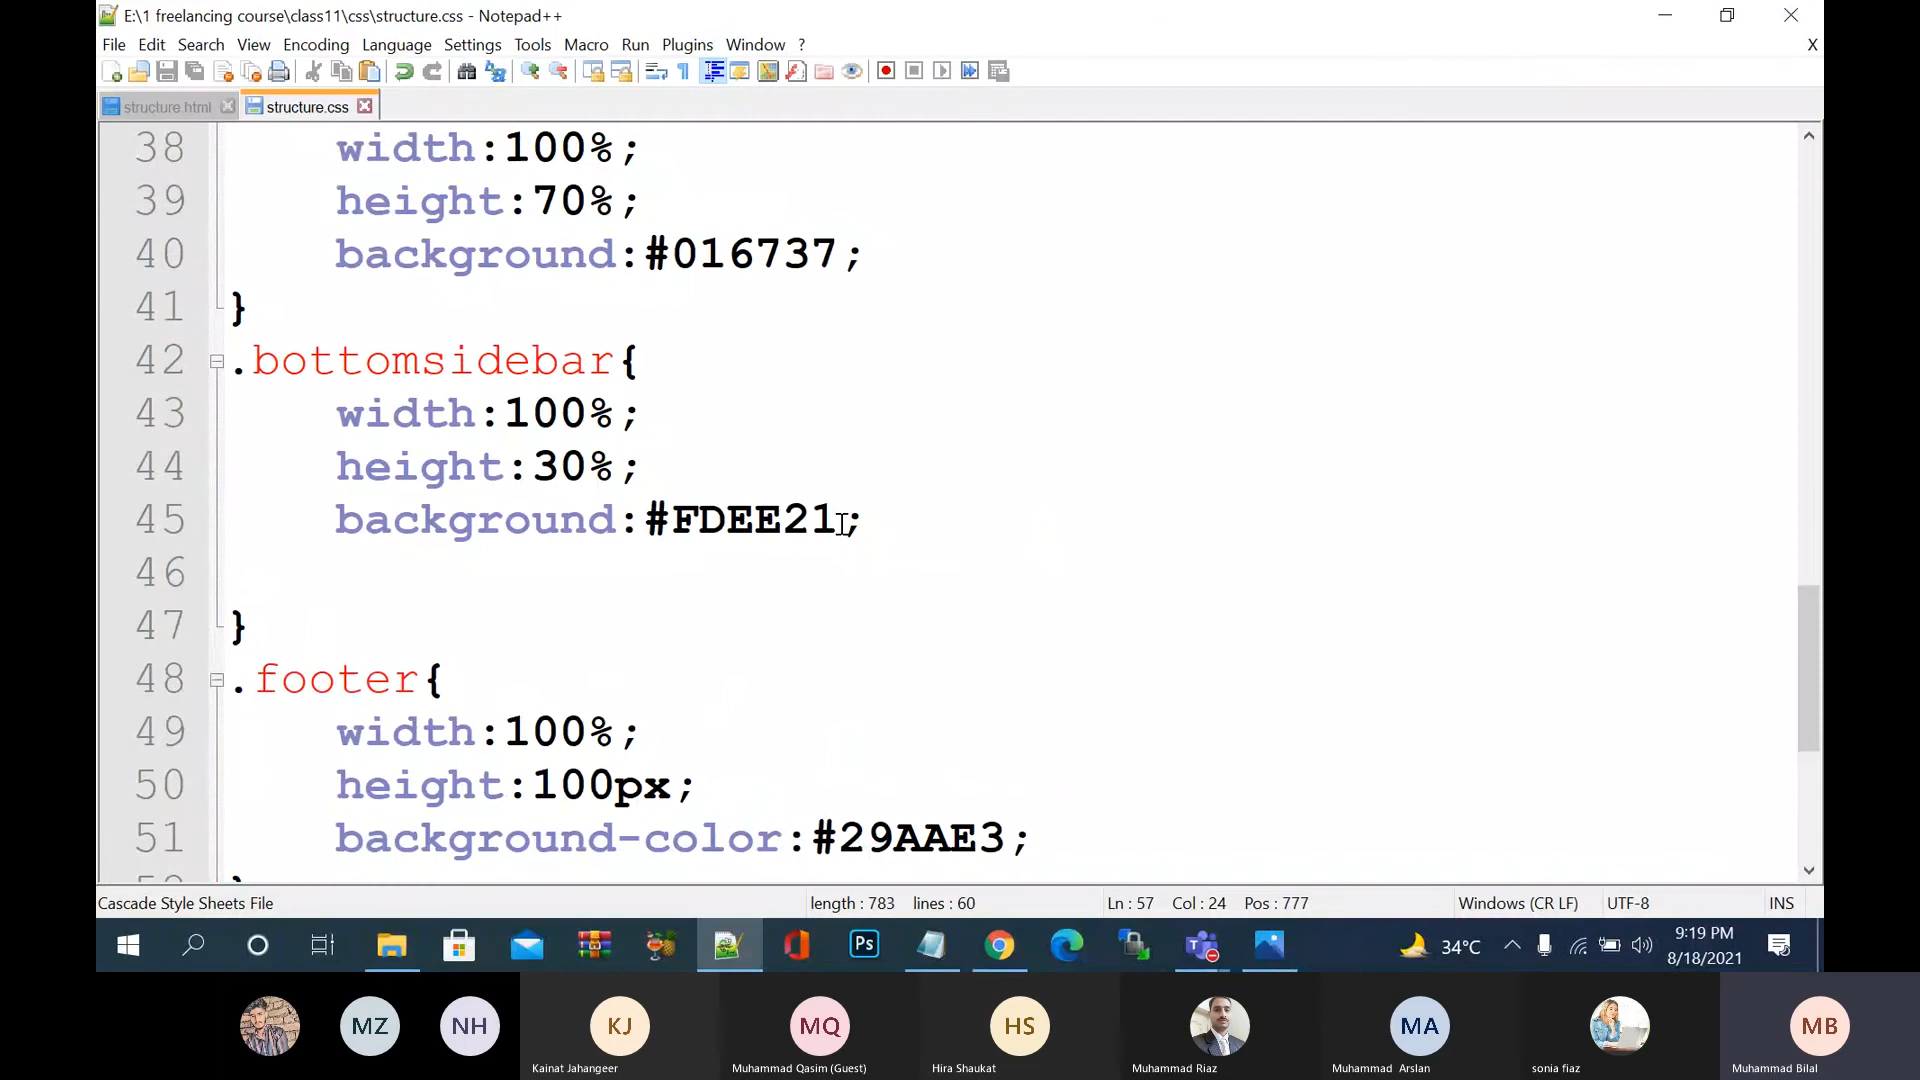 E:\1 freelancing course\class11\css\structure.css - Notepad++
File Edit Search View Encoding Language Settings Tools Macro Run Plugins Window ? X
structure.html structure.css
38 width:100%;
39 height:70%;
40 background:#016737;
41 }
42 .bottomsidebar{
43 width:100%;
44 height:30%;
45 background:#FDEE21;
46
47 }
48 .footer{
49 width:100%;
50 height:100px;
51 background-color:#29AAE3;
Cascade Style Sheets File length : 783 lines : 60 Ln : 57 Col : 24 Pos : 777 Windows (CR LF) UTF-8 INS
Ps 34°C 9:19 PM
8/18/2021
MZ NH KJ MQ HS MA MB
Kainat Jahangeer Muhammad Qasim (Guest) Hira Shaukat Muhammad Riaz Muhammad Arslan sonia fiaz Muhammad Bilal